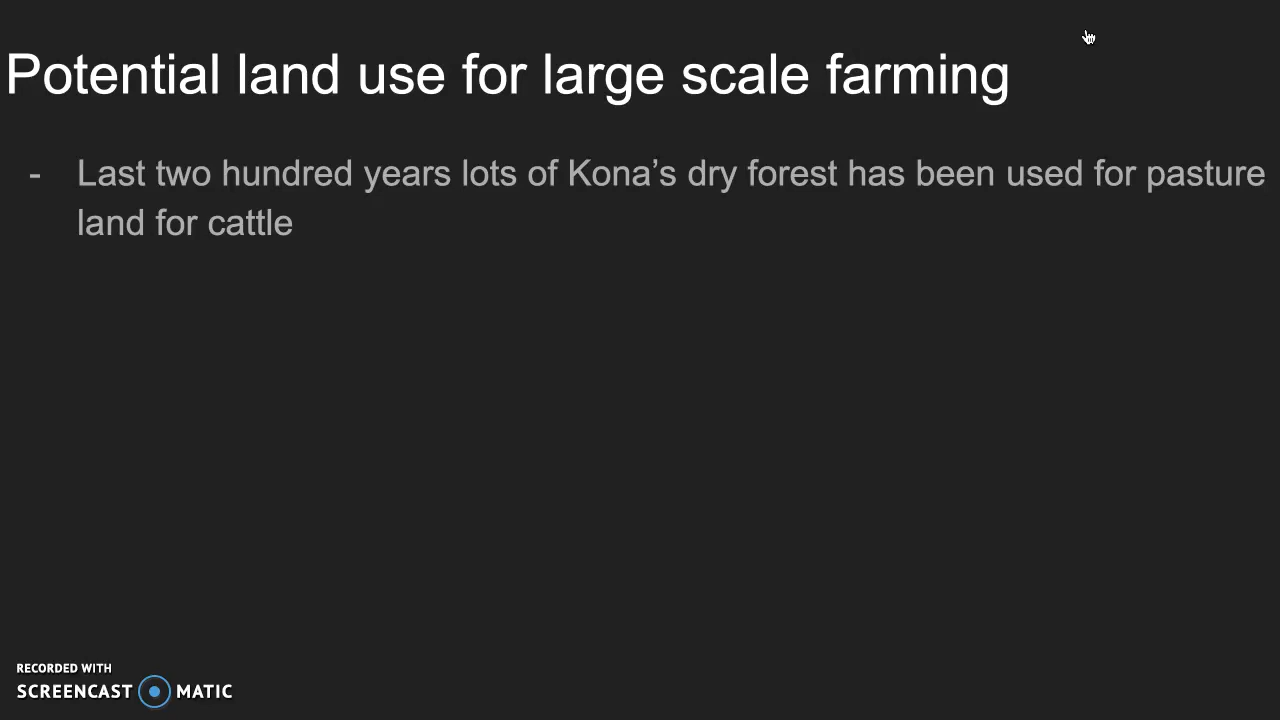 Potential land use for large scale farming
- Last two hundred years lots of Kona’s dry forest has been used for pasture
land for cattle
RECORDED WITH
SCREENCAST MATIC